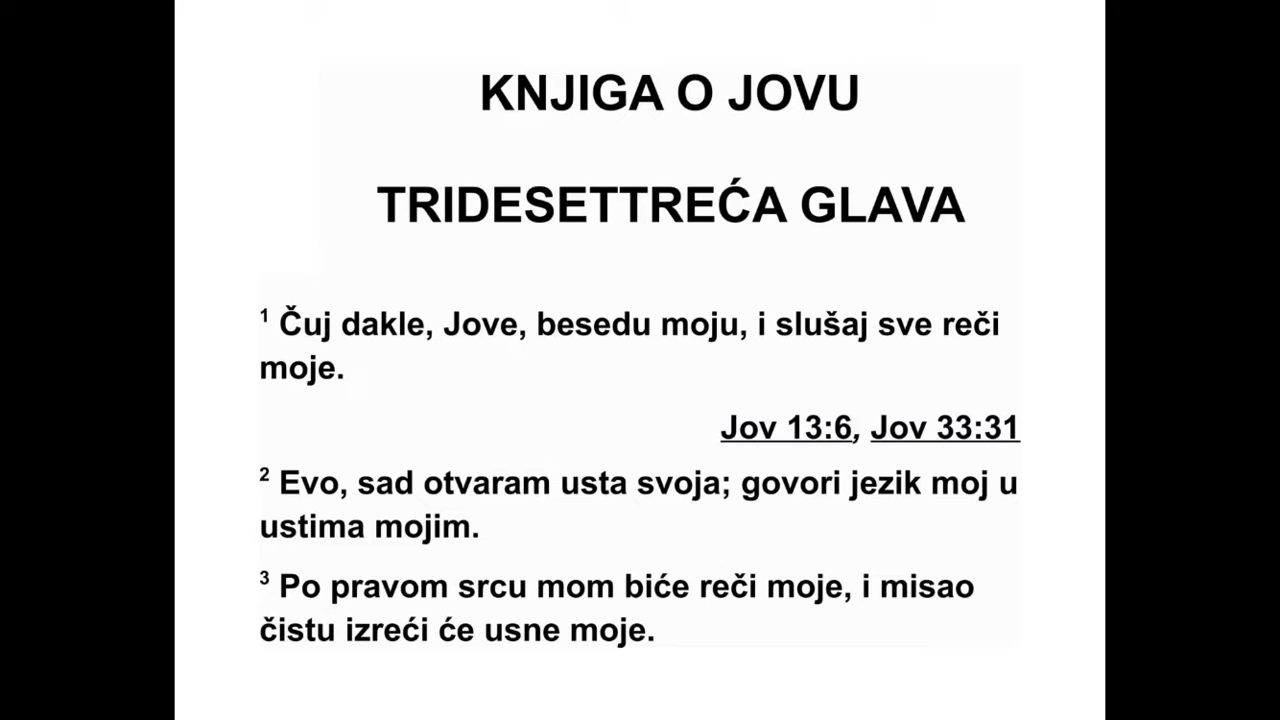 KNJIGA O JOVU
TRIDESETTREĆA GLAVA
1 Čuj dakle, Jove, besedu moju, i slušaj sve reči
moje.
Jov 13:6, Jov 33:31
2 Evo, sad otvaram usta svoja; govori jezik moj u
ustima mojim.
3 Po pravom srcu mom biće reči moje, i misao
čistu izreći će usne moje.